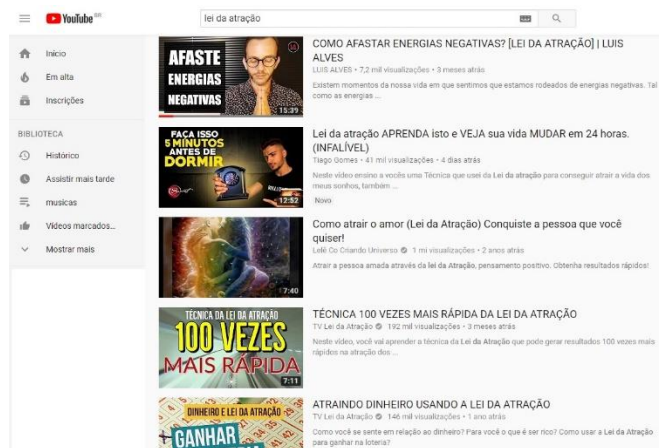 YouTube BR
lei da atração
Início
Em alta
Inscrições
BIBLIOTECA
Histórico
Assistir mais tarde
musicas
Vídeos marcados...
Mostrar mais
AFASTE
ENERGIAS
NEGATIVAS
15:39
COMO AFASTAR ENERGIAS NEGATIVAS? [LEI DA ATRAÇÃO] | LUIS
ALVES
LUIS ALVES • 7,2 mil visualizações • 3 meses atrás
Existem momentos da nossa vida em que sentimos que estamos rodeados de energias negativas. Tal
como as energias ...
FAÇA ISSO
5 MINUTOS
ANTES DE
DORMIR
12:52
Lei da atração APRENDA isto e VEJA sua vida MUDAR em 24 horas.
(INFALÍVEL)
Tiago Gomes • 41 mil visualizações • 4 dias atrás
Neste vídeo ensino a vocês uma Técnica que usei da Lei da atração para conseguir atrair a vida dos
meus sonhos, também ...
Novo
7:40
Como atrair o amor (Lei da Atração) Conquiste a pessoa que você
quiser!
Lelê Co Criando Universo 1 mi visualizações • 2 anos atrás
Atrair a pessoa amada através da lei da Atração, pensamento positivo. Obtenha resultados rápidos!
TÉCNICA DA LEI DA ATRAÇÃO
100 VEZES
MAIS RÁPIDA
7:11
TÉCNICA 100 VEZES MAIS RÁPIDA DA LEI DA ATRAÇÃO
TV Lei da Atração 192 mil visualizações • 3 meses atrás
Neste vídeo, você vai aprender a técnica da Lei da Atração que pode gerar resultados 100 vezes mais
rápidos na atração dos ...
DINHEIRO E LEI DA ATRAÇÃO
GANHAR
ATRAINDO DINHEIRO USANDO A LEI DA ATRAÇÃO
TV Lei da Atração 146 mil visualizações • 1 ano atrás
Como você se sente em relação ao dinheiro? Para você o que é ser rico? Como usar a Lei da Atração
para ganhar na loteria?